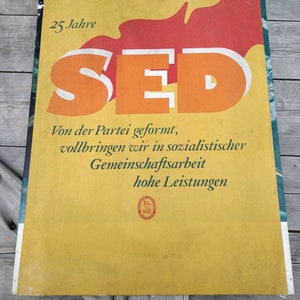 25 Jahre
SED
Von der Partei geformt,
vollbringen wir in sozialistischer
Gemeinschaftsarbeit
hohe Leistungen